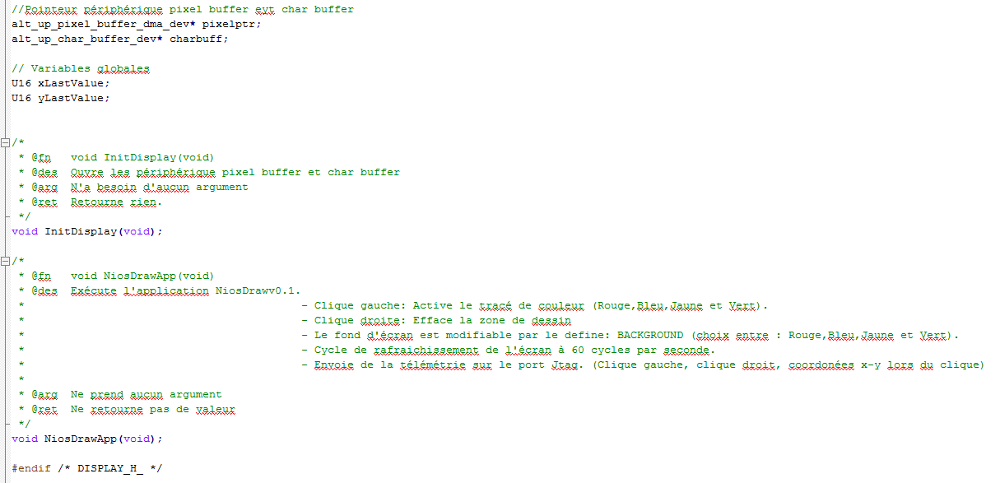 //Pointeur périphérique pixel buffer eyt char buffer
alt_up_pixel_buffer_dma_dev* pixelptr;
alt_up_char_buffer_dev* charbuff;
// Variables globales
U16 xLastValue;
U16 yLastValue;
/*
* @fn void InitDisplay(void)
* @des Ouvre les périphérique pixel buffer et char buffer
* @arg N'a besoin d'aucun argument
* @ret Retourne rien.
*/
void InitDisplay(void);
/*
* @fn void NiosDrawApp(void)
* @des Exécute l'application NiosDrawv0.1.
* - Clique gauche: Active le tracé de couleur (Rouge,Bleu,Jaune et Vert).
* - Clique droite: Efface la zone de dessin
* - Le fond d'écran est modifiable par le define: BACKGROUND (choix entre : Rouge,Bleu,Jaune et Vert).
* - Cycle de rafraichissement de l'écran à 60 cycles par seconde.
* - Envoie de la télémétrie sur le port Jtag. (Clique gauche, clique droit, coordonées x-y lors du clique)
*
* @arg Ne prend aucun argument
* @ret Ne retourne pas de valeur
*/
void NiosDrawApp(void);
#endif /* DISPLAY_H_ */